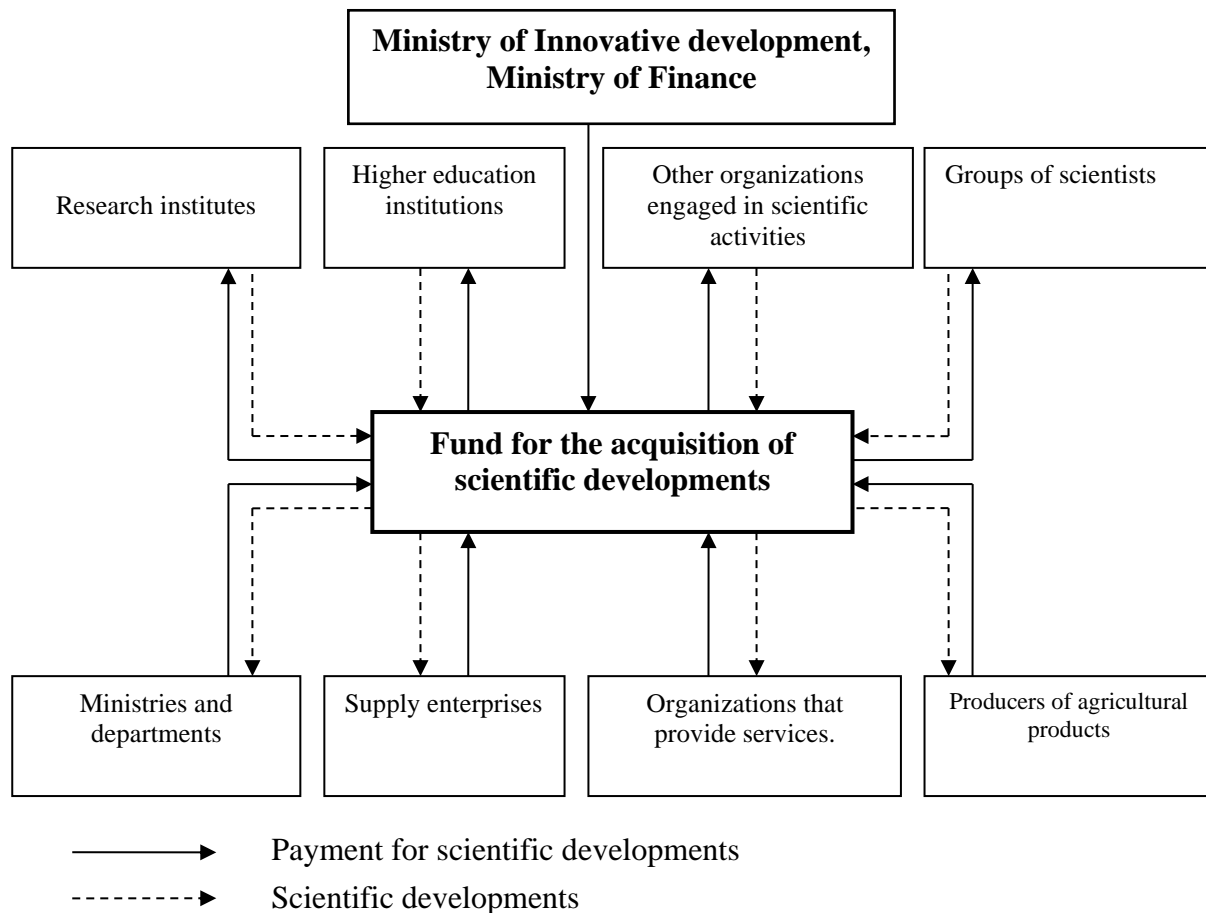 Ministry of Innovative development,
Ministry of Finance
Research institutes
Higher education
institutions
Other organizations
engaged in scientific
activities
Groups of scientists
Fund for the acquisition of
scientific developments
Ministries and
departments
Supply enterprises
Organizations that
provide services.
Producers of agricultural
products
Payment for scientific developments
Scientific developments